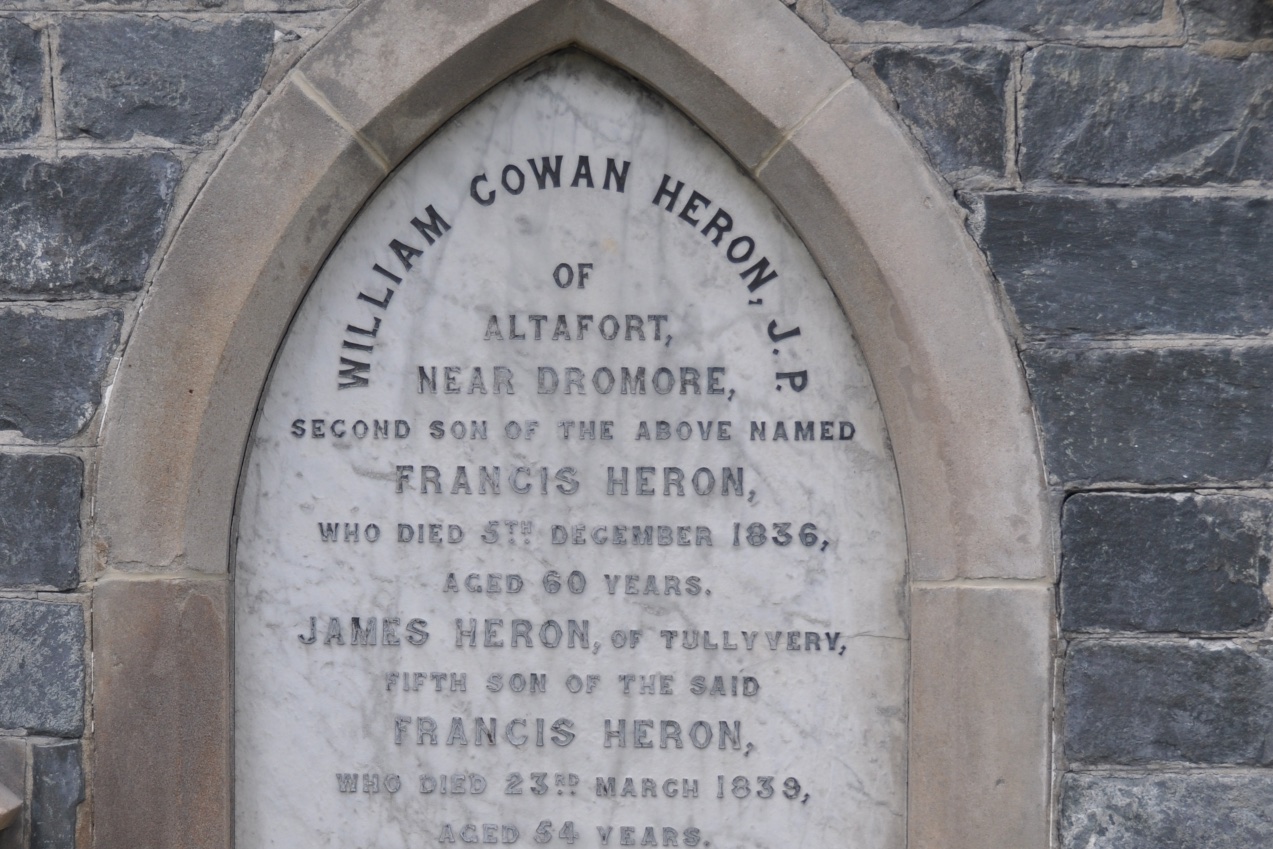 WILLIAM COWAN HERON, J.P.
OF
ALTAFORT,
NEAR DROMORE,
SECOND SON OF THE ABOVE NAMED
FRANCIS HERON,
WHO DIED 5TH DECEMBER 1836,
AGED 60 YEARS.
JAMES HERON, OF TULLYVERY,
FIFTH SON OF THE SAID
FRANCIS HERON,
WHO DIED 23RD MARCH 1839,
AGED 54 YEARS.